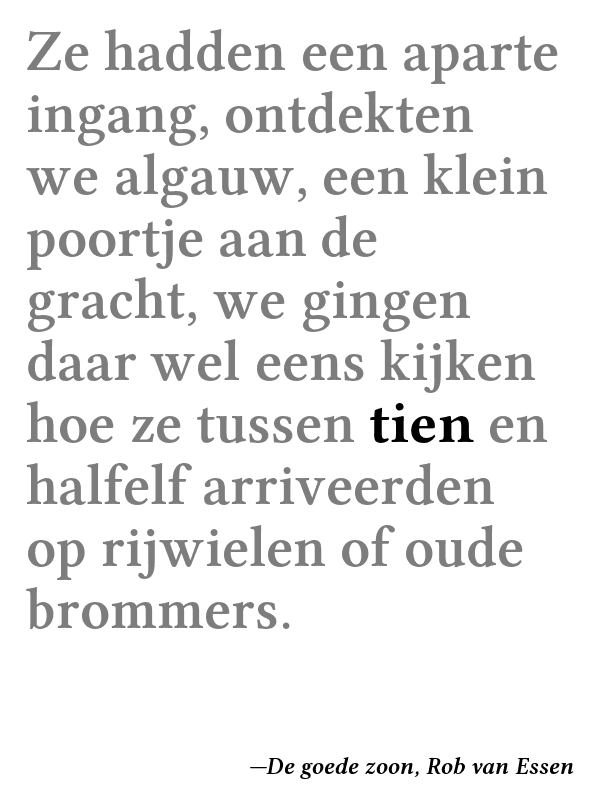 Ze hadden een aparte
ingang, ontdekten
we algauw, een klein
poortje aan de
gracht, we gingen
daar wel eens kijken
hoe ze tussen tien en
halfelf arriveerden
op rijwielen of oude
brommers.
—De goede zoon, Rob van Essen